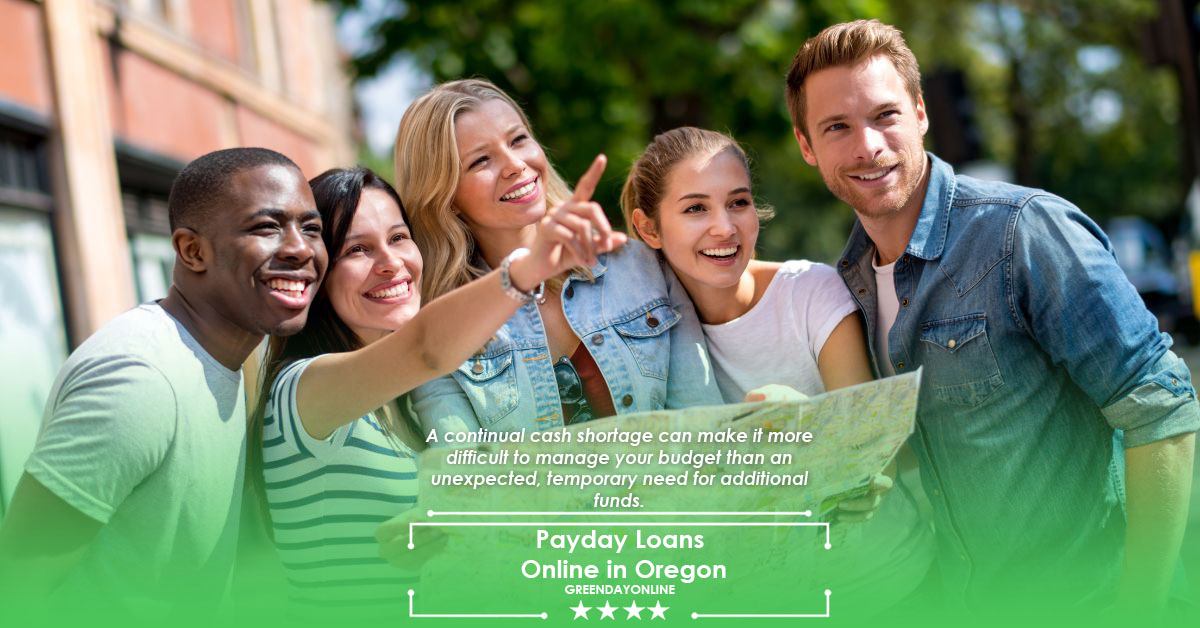 A continual cash shortage can make it more
difficult to manage your budget than an
unexpected, temporary need for additional
funds.
Payday Loans
Online in Oregon
GREENDAYONLINE